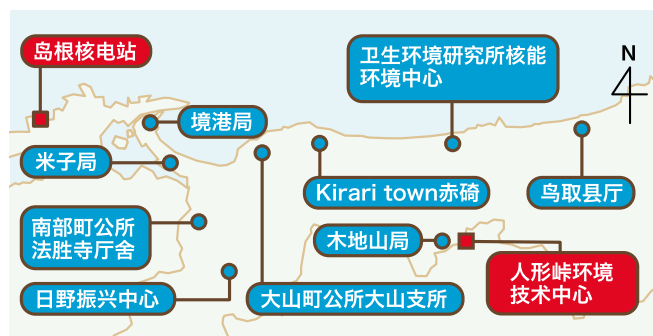 岛根核电站
卫生环境研究所核能
环境中心
N
境港局
米子局
Kirari town赤碕
鸟取县厅
南部町公所
法胜寺厅舍
木地山局
人形峠环境
技术中心
日野振兴中心
大山町公所大山支所